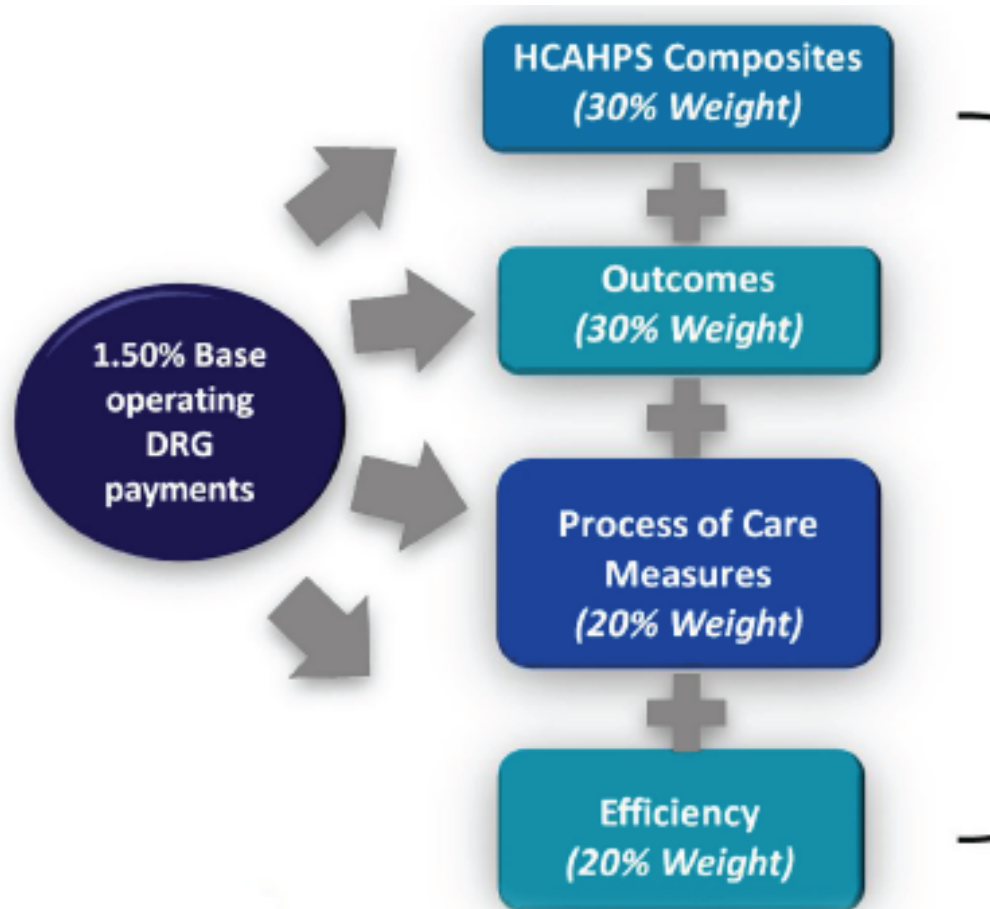 HCAHPS Composites
(30% Weight)
Outcomes
(30% Weight)
1.50% Base
operating
DRG
payments
Process of Care
Measures
(20% Weight)
Efficiency
(20% Weight)